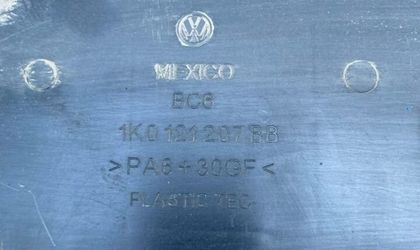 MEXICO
BC6
1K0 121 207 BB
>PA6+30GF<
PLASTIC TEC